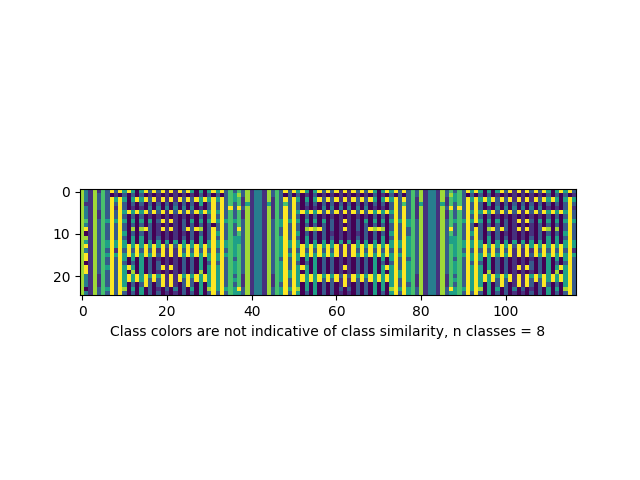 0
10
20
0 20 40 60 80 100
Class colors are not indicative of class similarity, n classes = 8